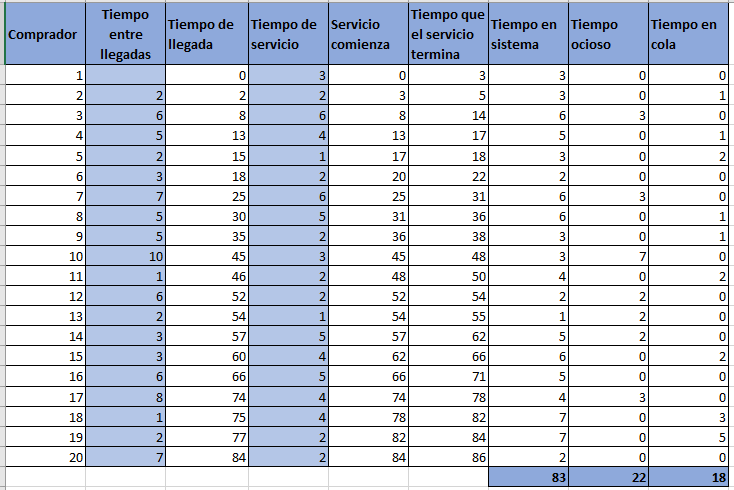 Comprador Tiempo entre llegadas Tiempo de llegada Tiempo de servicio Servicio comienza Tiempo que el servicio termina Tiempo en sistema Tiempo ocioso Tiempo en cola
1 0 3 0 3 3 0 0
2 2 2 2 3 5 3 0 1
3 6 8 6 8 14 6 3 0
4 5 13 4 13 17 5 0 1
5 2 15 1 17 18 3 0 2
6 3 18 2 20 22 2 0 0
7 7 25 6 25 31 6 3 0
8 5 30 5 31 36 6 0 1
9 5 35 2 36 38 3 0 1
10 10 45 3 45 48 3 7 0
11 1 46 2 48 50 4 0 2
12 6 52 2 52 54 2 2 0
13 2 54 1 54 55 1 2 0
14 3 57 5 57 62 5 2 0
15 3 60 4 62 66 6 0 2
16 6 66 5 66 71 5 0 0
17 8 74 4 74 78 4 3 0
18 1 75 4 78 82 7 0 3
19 2 77 2 82 84 7 0 5
20 7 84 2 84 86 2 0 0
83 22 18